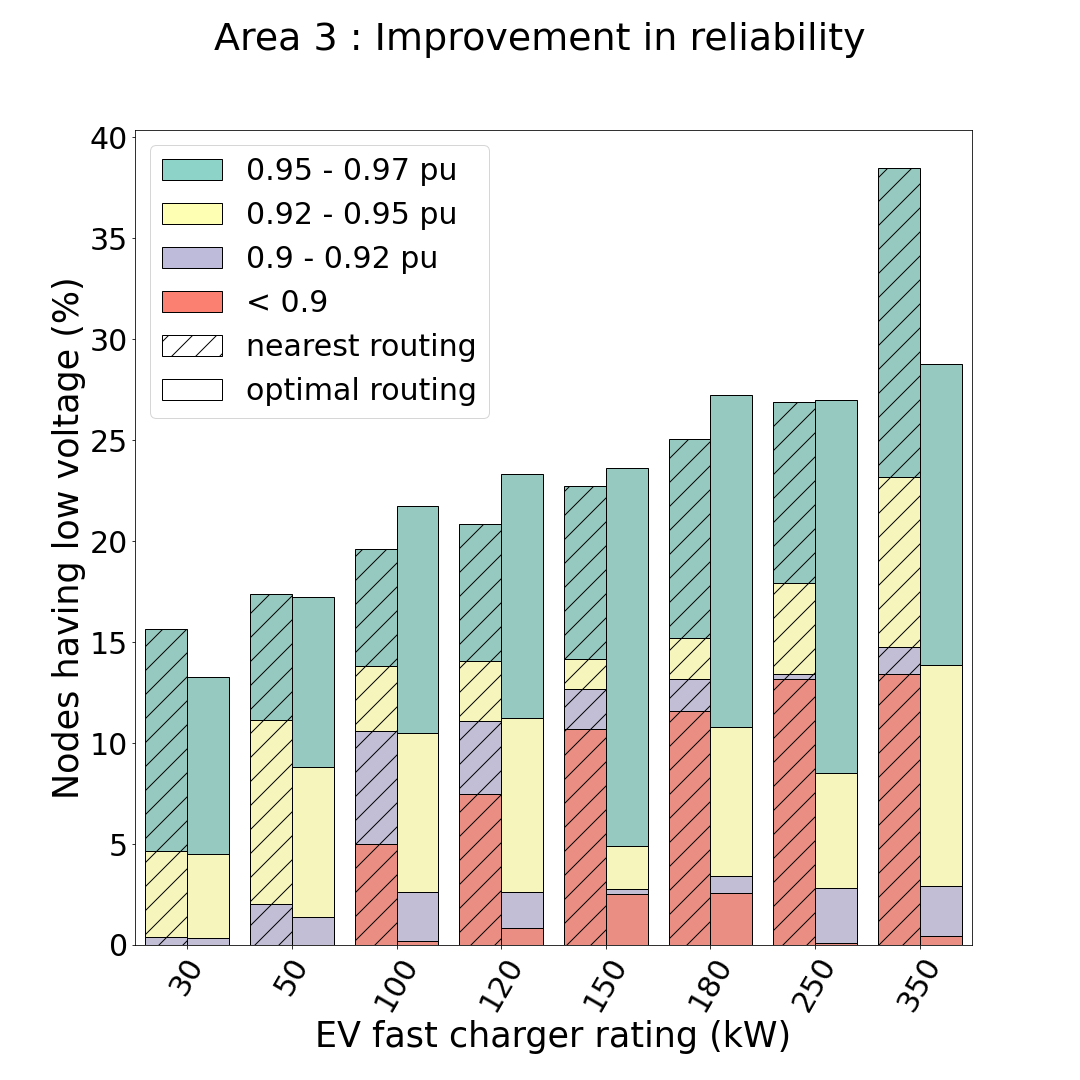 Area 3 : Improvement in reliability
40
35
30
25
20
15
10
5
0
Nodes having low voltage (%)
0.95 - 0.97 pu
0.92 - 0.95 pu
0.9 - 0.92 pu
< 0.9
nearest routing
optimal routing
30
50
100
120
150
180
250
350
EV fast charger rating (kW)